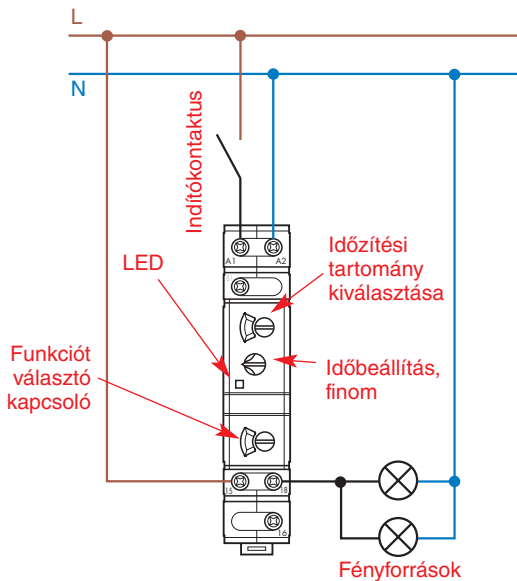 L
N
Indítókontaktus
A1
A2
LED
Időzítési
tartomány
kiválasztása
Funkciót
választó
kapcsoló
Időbeállítás,
finom
15
18
16
Fényforrások